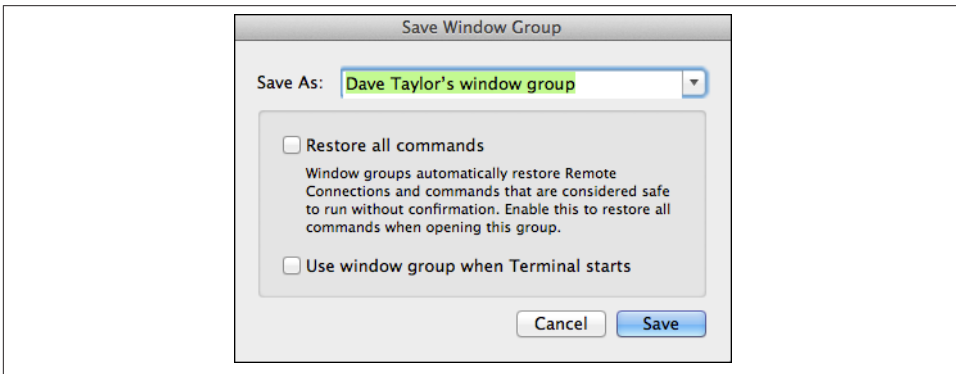 Save Window Group
Save As: Dave Taylor's window group
Restore all commands
Window groups automatically restore Remote
Connections and commands that are considered safe
to run without confirmation. Enable this to restore all
commands when opening this group.
Use window group when Terminal starts
Cancel Save